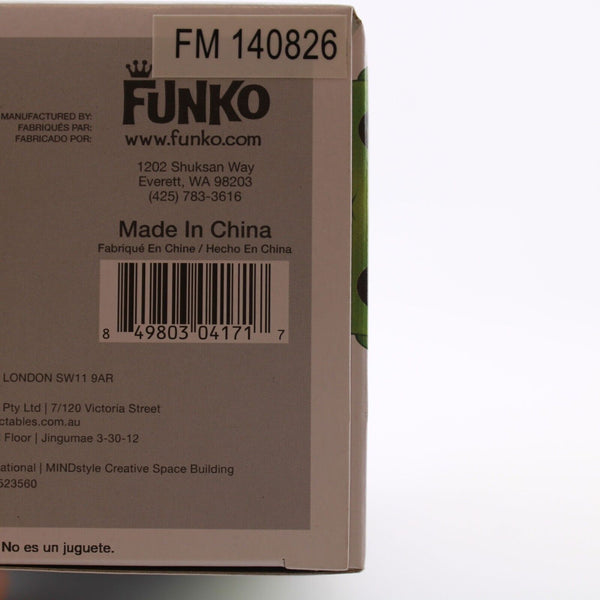 FM 140826
FUNKO
MANUFACTURED BY:
FABRIQUÉS PAR:
FABRICADO POR:
www.funko.com
1202 Shuksan Way
Everett, WA 98203
(425) 783-3616
Made In China
Fabriqué En Chine / Hecho En China
8 49803 04171 7
LONDON SW11 9AR
Pty Ltd | 7/120 Victoria Street
ctables.com.au
Floor | Jingumae 3-30-12
ational | MINDstyle Creative Space Building
523560
No es un juguete.